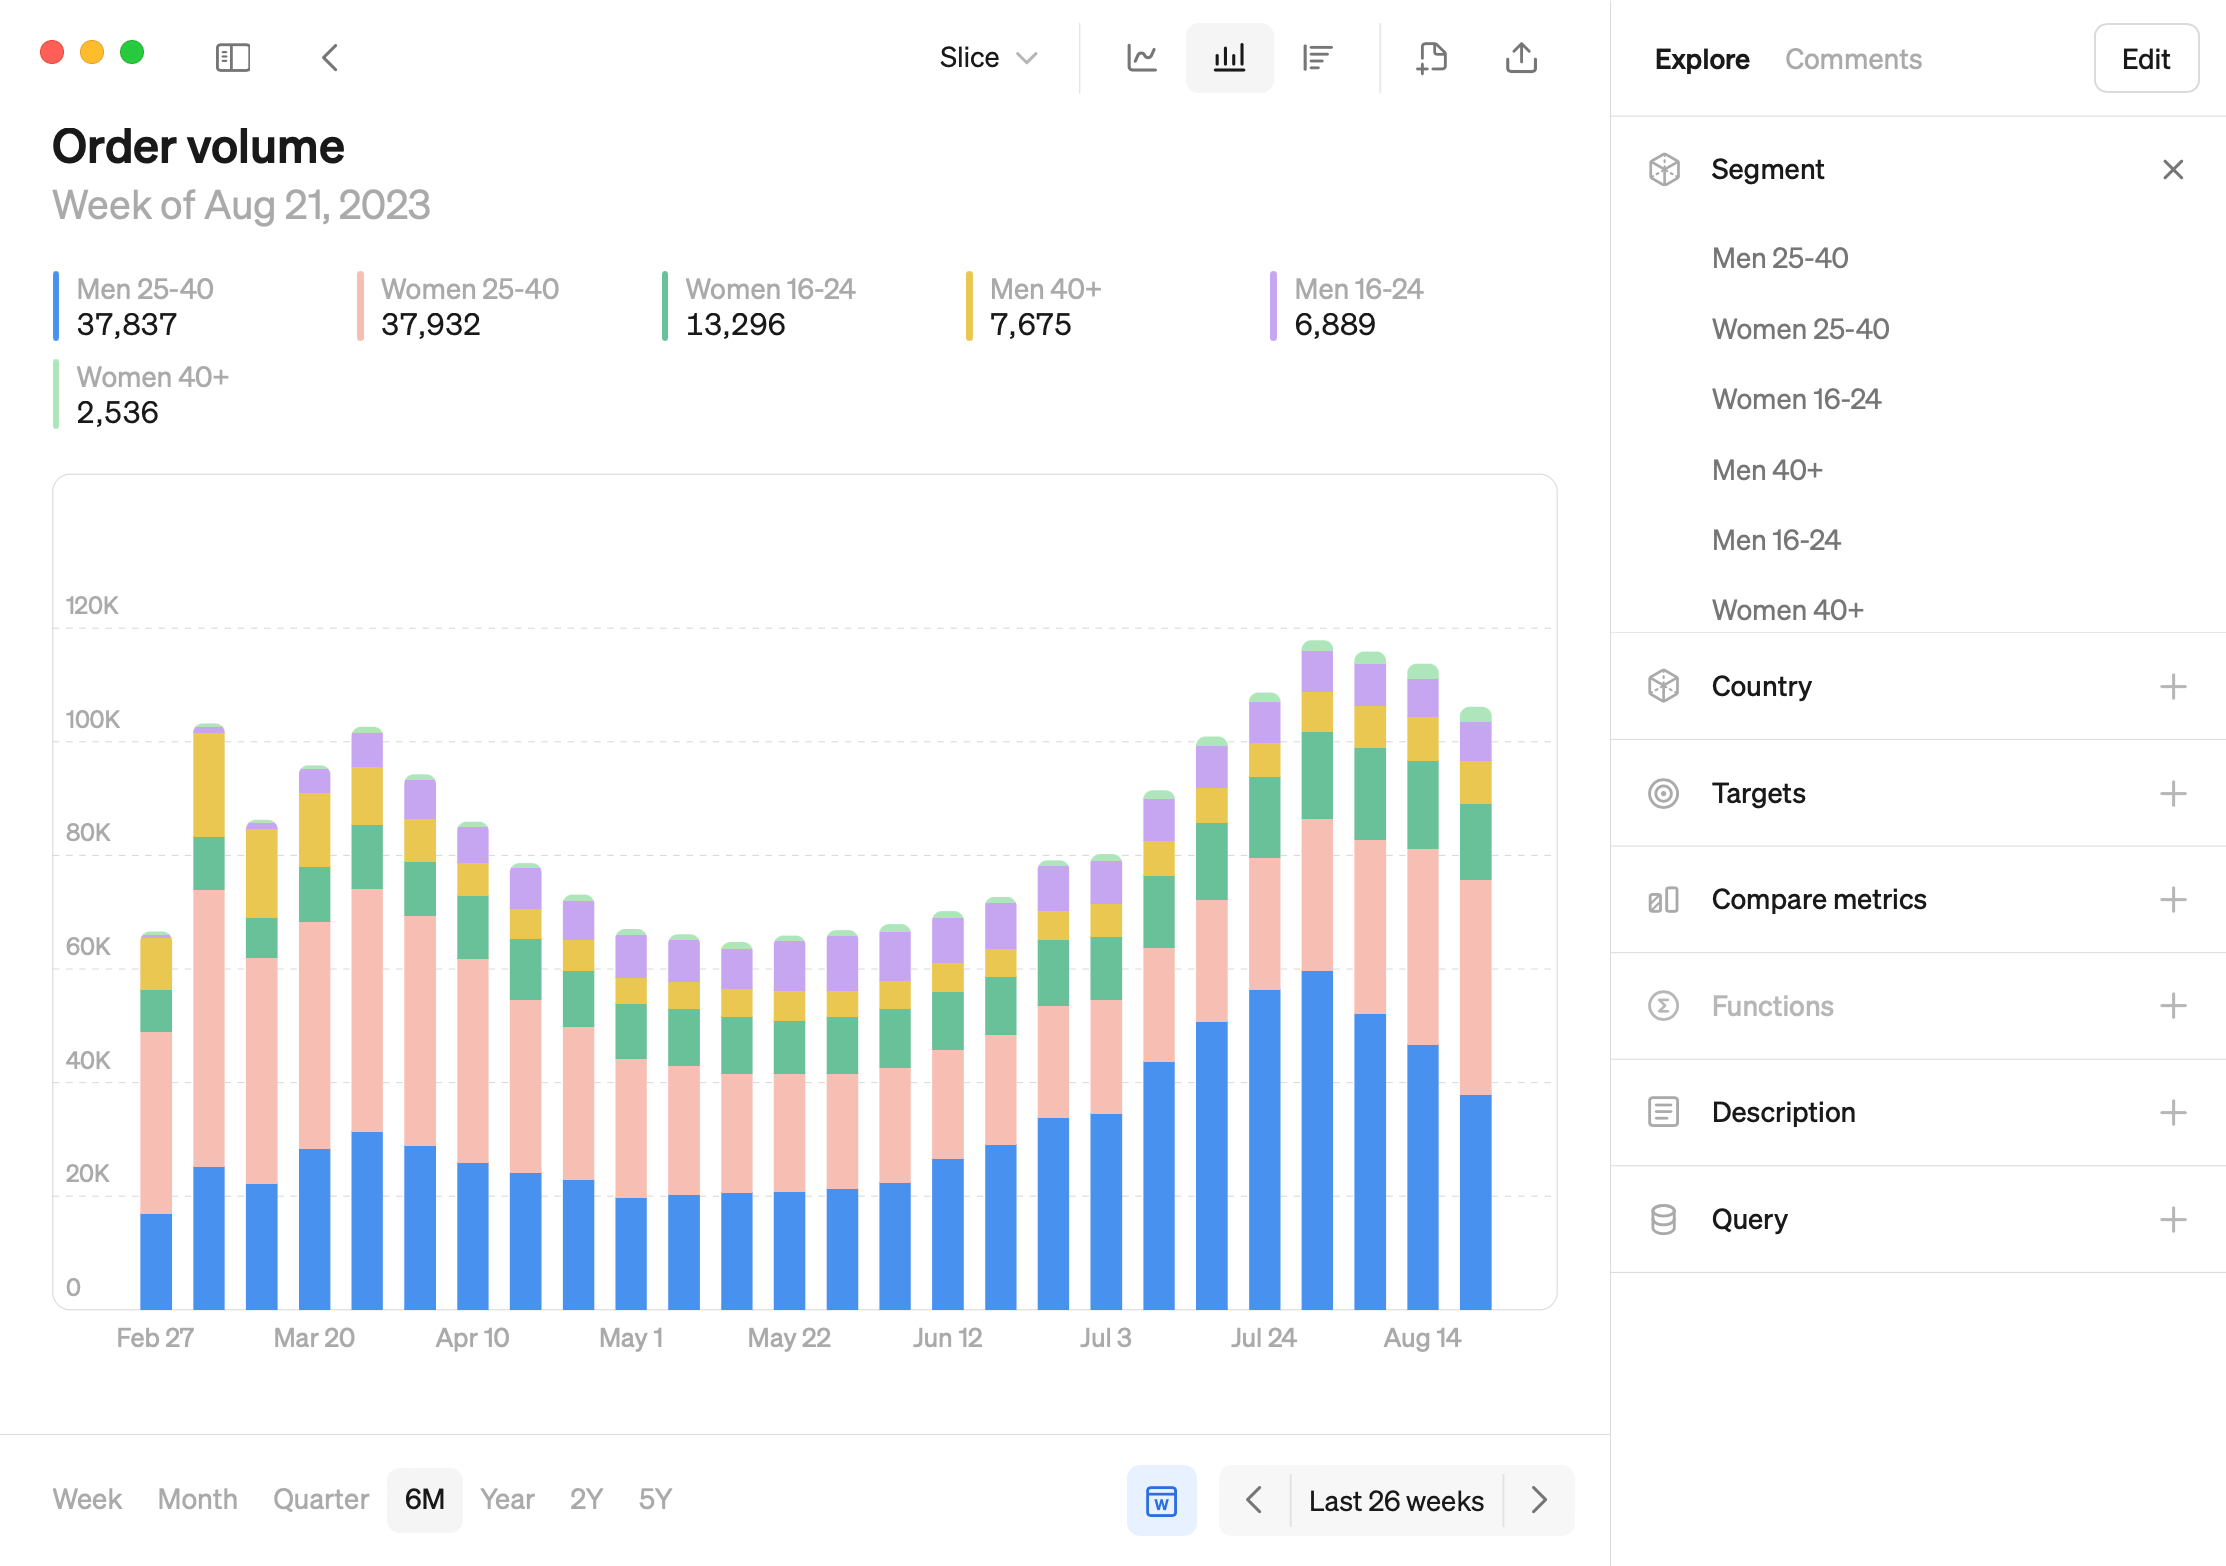 Slice
Order volume
Week of Aug 21, 2023
Men 25-40
37,837
Women 25-40
37,932
Women 16-24
13,296
Men 40+
7,675
Men 16-24
6,889
Women 40+
2,536
120K
100K
80K
60K
40K
20K
0
Feb 27 Mar 20 Apr 10 May 1 May 22 Jun 12 Jul 3 Jul 24 Aug 14
Week Month Quarter 6M Year 2Y 5Y
W
Last 26 weeks
Explore Comments Edit
Segment
Men 25-40
Women 25-40
Women 16-24
Men 40+
Men 16-24
Women 40+
Country
Targets
Compare metrics
Functions
Description
Query